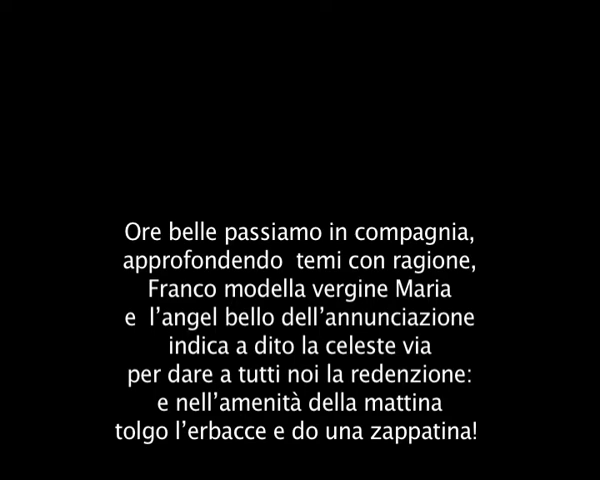 Ore belle passiamo in compagnia,
approfondendo  temi con ragione,
Franco modella vergine Maria
e  l’angel bello dell’annunciazione
indica a dito la celeste via
per dare a tutti noi la redenzione:
e nell’amenità della mattina
tolgo l’erbacce e do una zappatina!